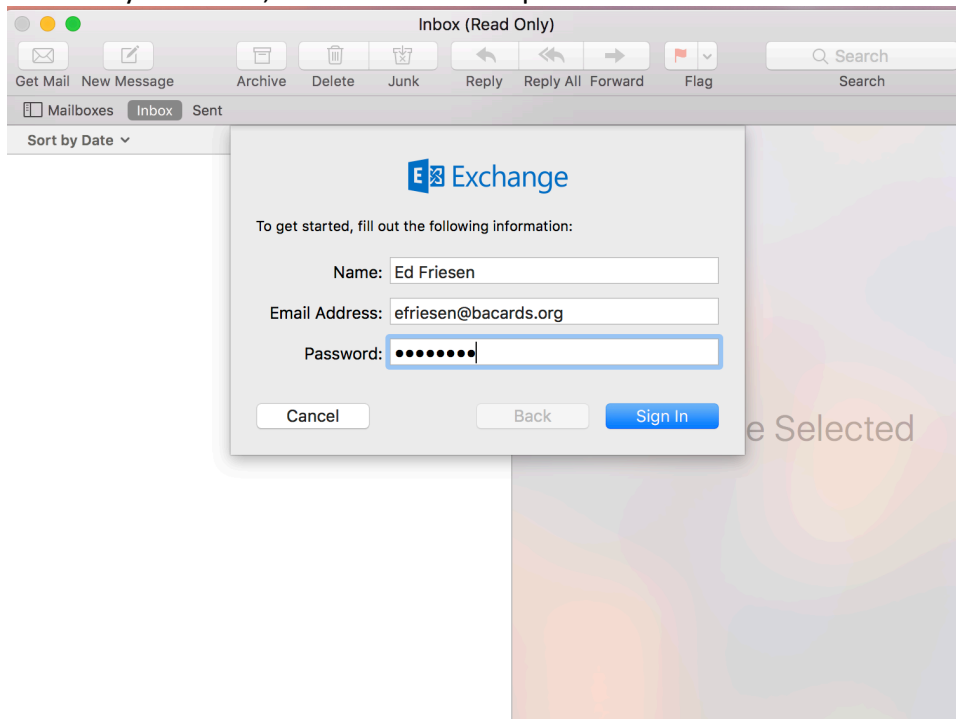 Inbox (Read Only)
Search
Get Mail New Message Archive Delete Junk Reply Reply All Forward Flag Search
Mailboxes Inbox Sent
Sort by Date
E Exchange
To get started, fill out the following information:
Name: Ed Friesen
Email Address: efriesen@bacards.org
Password: ●●●●●●●●
Cancel Back Sign In
e Selected